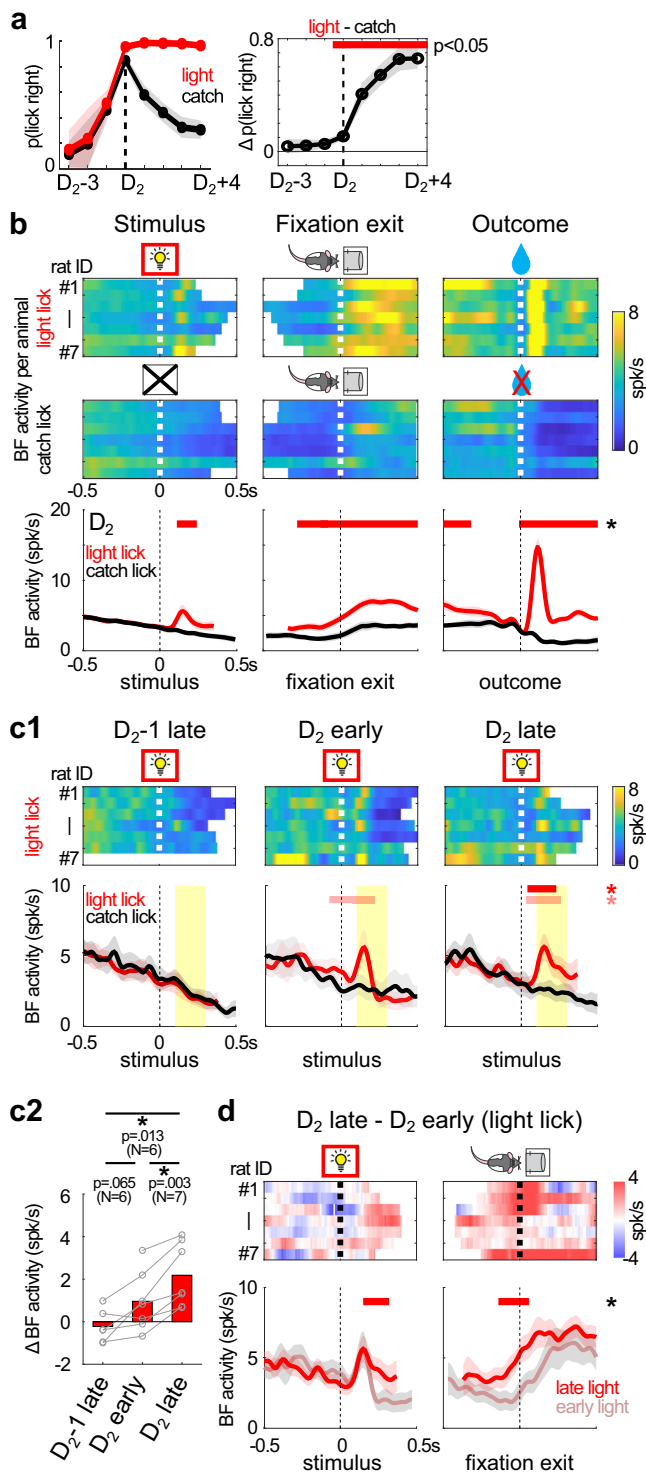 a
light - catch
1
p(lick right)
0
light
catch
D2-3
D2
D2+4
0.8
Δ p(lick right)
0
p<0.05
D2-3
D2
D2+4
b
Stimulus
Fixation exit
Outcome
rat ID
#1
|
#7
BF activity per animal
light lick
catch lick
8
spk/s
0
-0.5
0
0.5s
20
10
0
BF activity (spk/s)
D2
light lick
catch lick
*
-0.5
0.5s
stimulus
fixation exit
outcome
c1
D2-1 late
D2 early
D2 late
rat ID
#1
|
#7
light lick
8
spk/s
0
10
5
0
BF activity (spk/s)
light lick
catch lick
*
*
-0.5
0
0.5s
stimulus
stimulus
stimulus
c2
*
p=.013
(N=6)
*
p=.065
(N=6)
p=.003
(N=7)
6
4
2
0
-2
Δ BF activity (spk/s)
D2-1 late
D2 early
D2 late
d
D2 late - D2 early (light lick)
rat ID
#1
|
#7
4
spk/s
-4
10
5
0
BF activity (spk/s)
*
late light
early light
-0.5
0
0.5s
stimulus
fixation exit